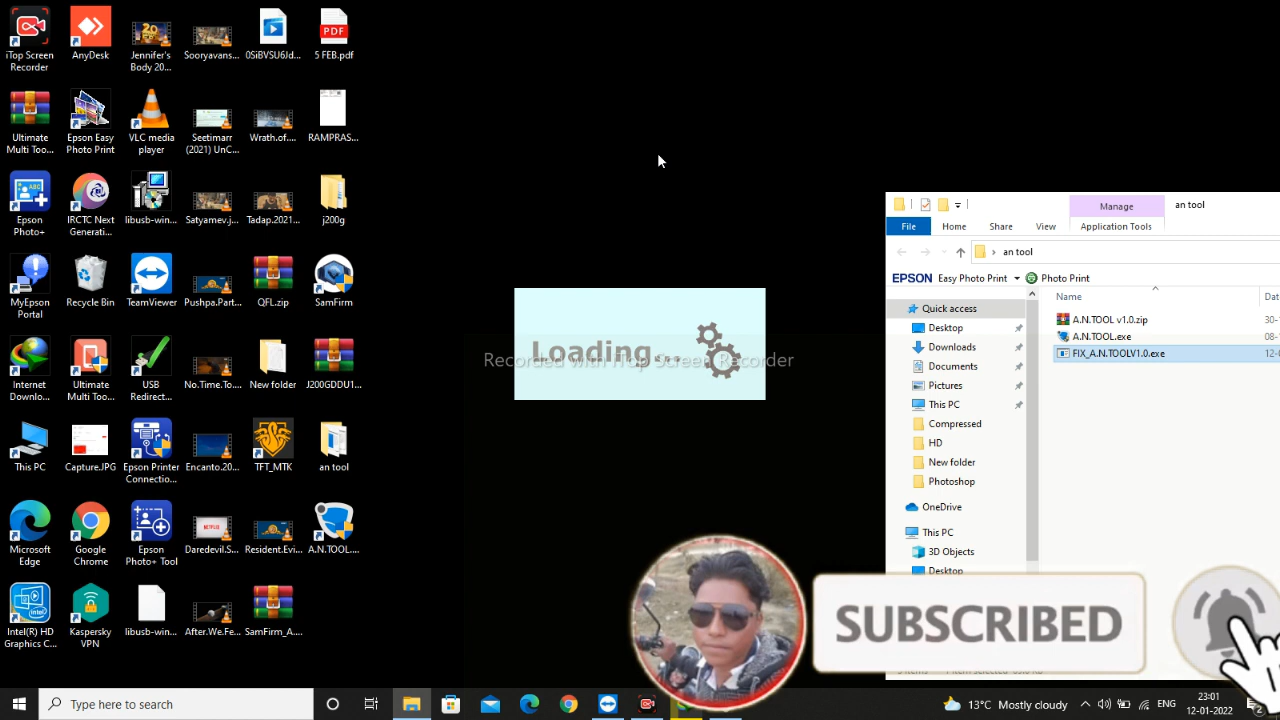 iTop Screen
Recorder
AnyDesk
Jennifer's
Body 20...
Sooryavans...
0SiBVSU6Jd...
PDF
5 FEB.pdf
Ultimate
Multi Too...
Epson Easy
Photo Print
VLC media
player
Seetimarr
(2021) UnC...
Wrath.of....
RAMPRAS...
Epson
Photo+
IRCTC Next
Generati...
libusb-win...
Satyamev.j...
Tadap.2021...
j200g
MyEpson
Portal
Recycle Bin
TeamViewer
Pushpa.Part...
QFL.zip
SamFirm
Internet
Downlo...
Ultimate
Multi Too...
USB
Redirect...
No.Time.To...
New folder
J200GDDU1...
This PC
Capture.JPG
Epson Printer
Connectio...
Encanto.20...
TFT_MTK
an tool
Microsoft
Edge
Google
Chrome
Epson
Photo+ Tool
NETFLIX
Daredevil.S...
Resident.Evi...
A.N.TOOL....
Intel(R) HD
Graphics C...
Kaspersky
VPN
libusb-win...
After.We.Fe...
SamFirm_A....
Loading...
Recorded with iTop Screen Recorder
Manage
an tool
File
Home
Share
View
Application Tools
an tool
EPSON Easy Photo Print
Photo Print
Quick access
Desktop
Downloads
Documents
Pictures
This PC
Compressed
HD
New folder
Photoshop
OneDrive
This PC
3D Objects
Desktop
Name
Dat
A.N.TOOL v1.0.zip
30-
A.N.TOOL.exe
08-
FIX_A.N.TOOLV1.0.exe
12-
SUBSCRIBED
Type here to search
13°C Mostly cloudy
ENG
23:01
12-01-2022
2